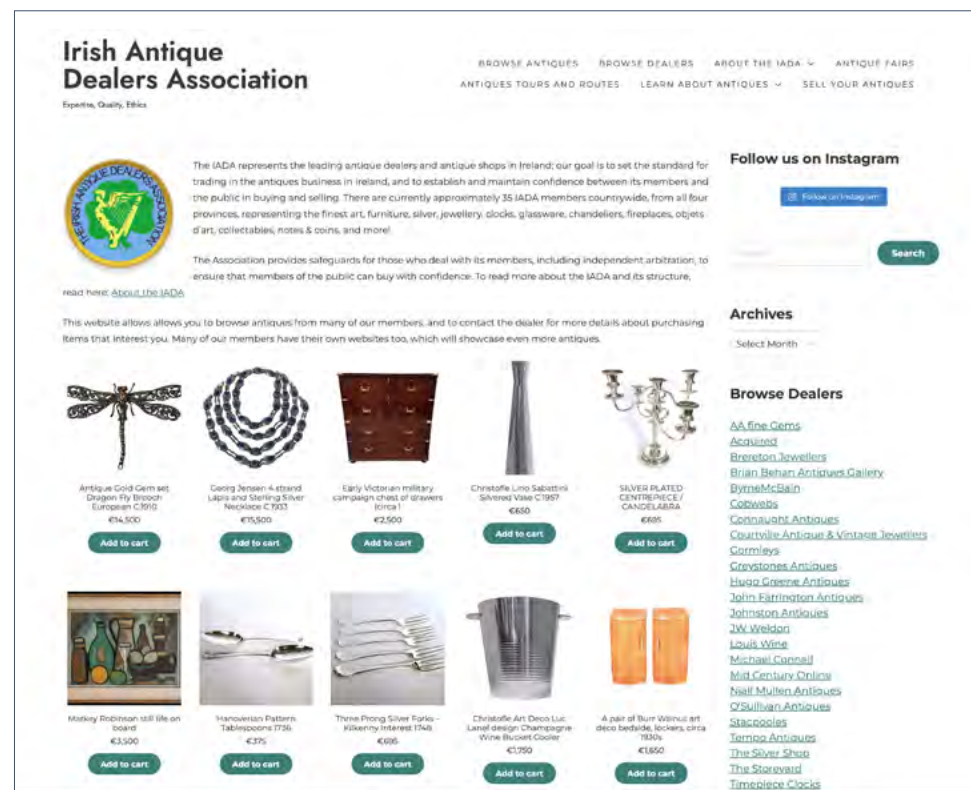 Irish Antique
Dealers Association
Expertise, Quality, Ethics
BROWSE ANTIQUES BROWSE DEALERS ABOUT THE IADA ANTIQUE FAIRS
ANTIQUES TOURS AND ROUTES LEARN ABOUT ANTIQUES SELL YOUR ANTIQUES
THE IRISH ANTIQUE DEALERS ASSOCIATION
The IADA represents the leading antique dealers and antique shops in Ireland; our goal is to set the standard for
trading in the antiques business in Ireland, and to establish and maintain confidence between its members and
the public in buying and selling. There are currently approximately 35 IADA members countrywide, from all four
provinces, representing the finest art, furniture, silver, jewellery, clocks, glassware, chandeliers, fireplaces, objets
d'art, collectables, notes & coins, and more!
The Association provides safeguards for those who deal with its members, including independent arbitration, to
ensure that members of the public can buy with confidence. To read more about the IADA and its structure,
read here: About the IADA
This website allows allows you to browse antiques from many of our members, and to contact the dealer for more details about purchasing
items that interest you. Many of our members have their own websites too, which will showcase even more antiques.
Antique Gold Gem set
Dragon Fly Brooch
European C.1910
€14,500
Add to cart
Georg Jensen 4 strand
Lapis and Sterling Silver
Necklace C.1933
€15,500
Add to cart
Early Victorian military
campaign chest of drawers
(circa 1
€2,500
Add to cart
Christofle Lino Sabattini
Silvered Vase C.1957
€650
Add to cart
SILVER PLATED
CENTREPIECE /
CANDELABRA
€695
Add to cart
Markey Robinson still life on
board
€3,500
Add to cart
Hanoverian Pattern
Tablespoons 1736
€375
Add to cart
Three Prong Silver Forks –
Kilkenny Interest 1748
€695
Add to cart
Christofle Art Deco Luc
Lanel design Champagne
Wine Bucket Cooler
€1,750
Add to cart
A pair of Burr Walnut art
deco bedside, lockers, circa
1930s
€1,650
Add to cart
Follow us on Instagram
Follow on Instagram
Search
Archives
Select Month
Browse Dealers
AA fine Gems
Acquired
Brereton Jewellers
Brian Behan Antiques Gallery
ByrneMcBain
Cobwebs
Connaught Antiques
Courtville Antique & Vintage Jewellers
Gormleys
Greystones Antiques
Hugo Greene Antiques
John Farrington Antiques
Johnston Antiques
JW Weldon
Louis Wine
Michael Connell
Mid Century Online
Niall Mullen Antiques
O'Sullivan Antiques
Stacpooles
Tempo Antiques
The Silver Shop
The Storeyard
Timepiece Clocks